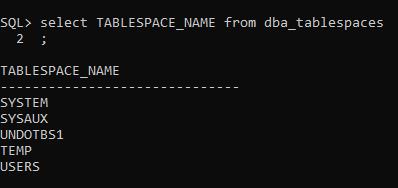 SQL> select TABLESPACE_NAME from dba_tablespaces
  2  ;
TABLESPACE_NAME
------------------------------
SYSTEM
SYSAUX
UNDOTBS1
TEMP
USERS